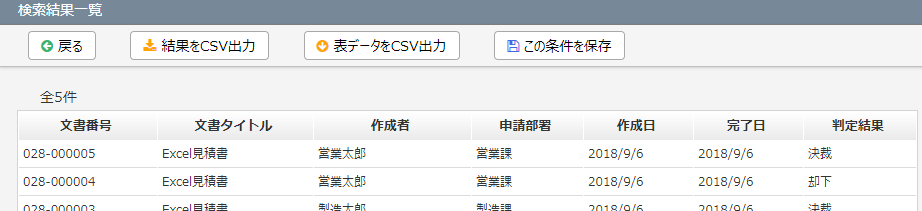 検索結果一覧
戻る 結果をCSV出力 表データをCSV出力 この条件を保存
全5件
文書番号 文書タイトル 作成者 申請部署 作成日 完了日 判定結果
028-000005 Excel見積書 営業太郎 営業課 2018/9/6 2018/9/6 決裁
028-000004 Excel見積書 営業太郎 営業課 2018/9/6 2018/9/6 却下
028-000003 Excel見積書 製造太郎 製造課 2018/9/6 2018/9/6 決裁